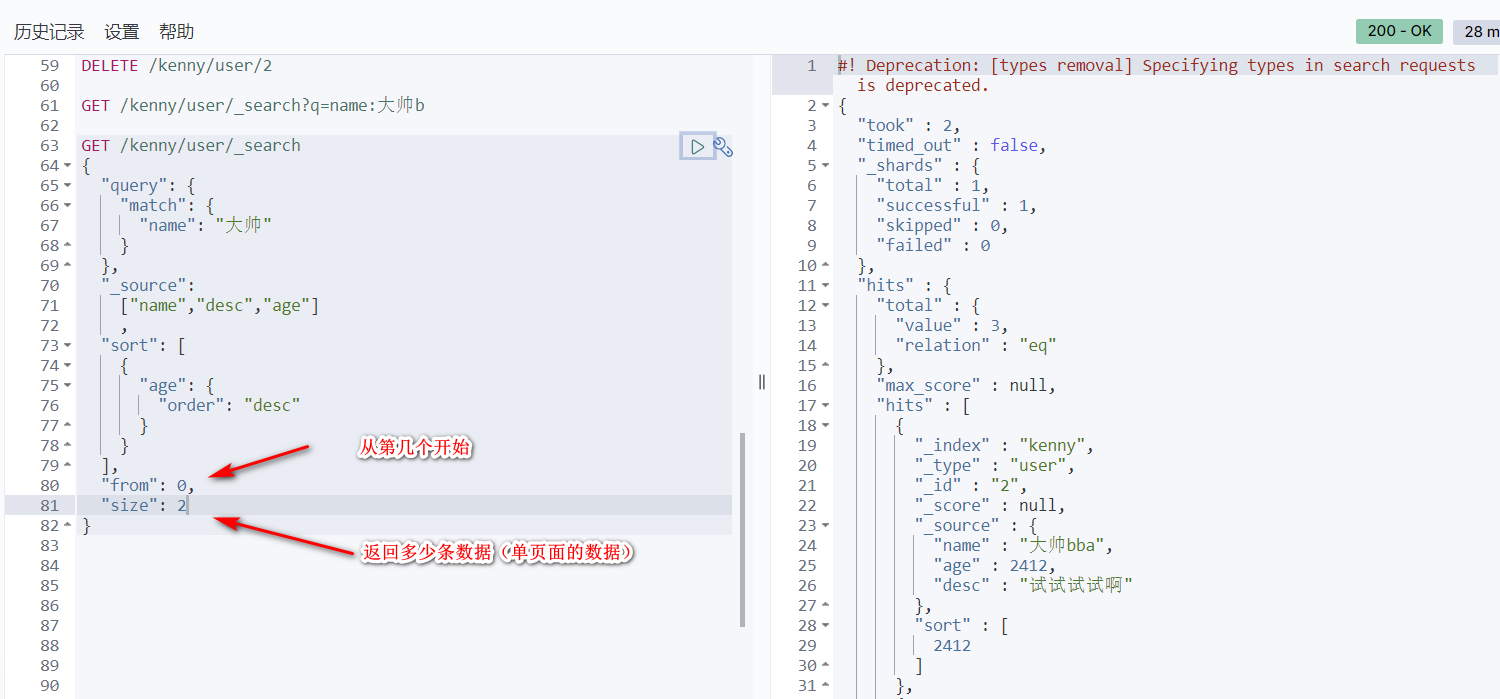 历史记录 设置 帮助
200 - OK
28 m
59 DELETE /kenny/user/2
60
61 GET /kenny/user/_search?q=name:大帅b
62
63 GET /kenny/user/_search
64 {
65 "query": {
66 "match": {
67 "name": "大帅"
68 }
69 },
70 "_source":
71 ["name","desc","age"]
72 ,
73 "sort": [
74 {
75 "age": {
76 "order": "desc"
77 }
78 }
79 ],
80 "from": 0,
81 "size": 2
82 }
83
84
85
86
87
88
89
90
从第几个开始
返回多少条数据（单页面的数据）
1 #! Deprecation: [types removal] Specifying types in search requests
is deprecated.
2 {
3 "took" : 2,
4 "timed_out" : false,
5 "_shards" : {
6 "total" : 1,
7 "successful" : 1,
8 "skipped" : 0,
9 "failed" : 0
10 },
11 "hits" : {
12 "total" : {
13 "value" : 3,
14 "relation" : "eq"
15 },
16 "max_score" : null,
17 "hits" : [
18 {
19 "_index" : "kenny",
20 "_type" : "user",
21 "_id" : "2",
22 "_score" : null,
23 "_source" : {
24 "name" : "大帅bba",
25 "age" : 2412,
26 "desc" : "试试试试啊"
27 },
28 "sort" : [
29 2412
30 ]
31 },